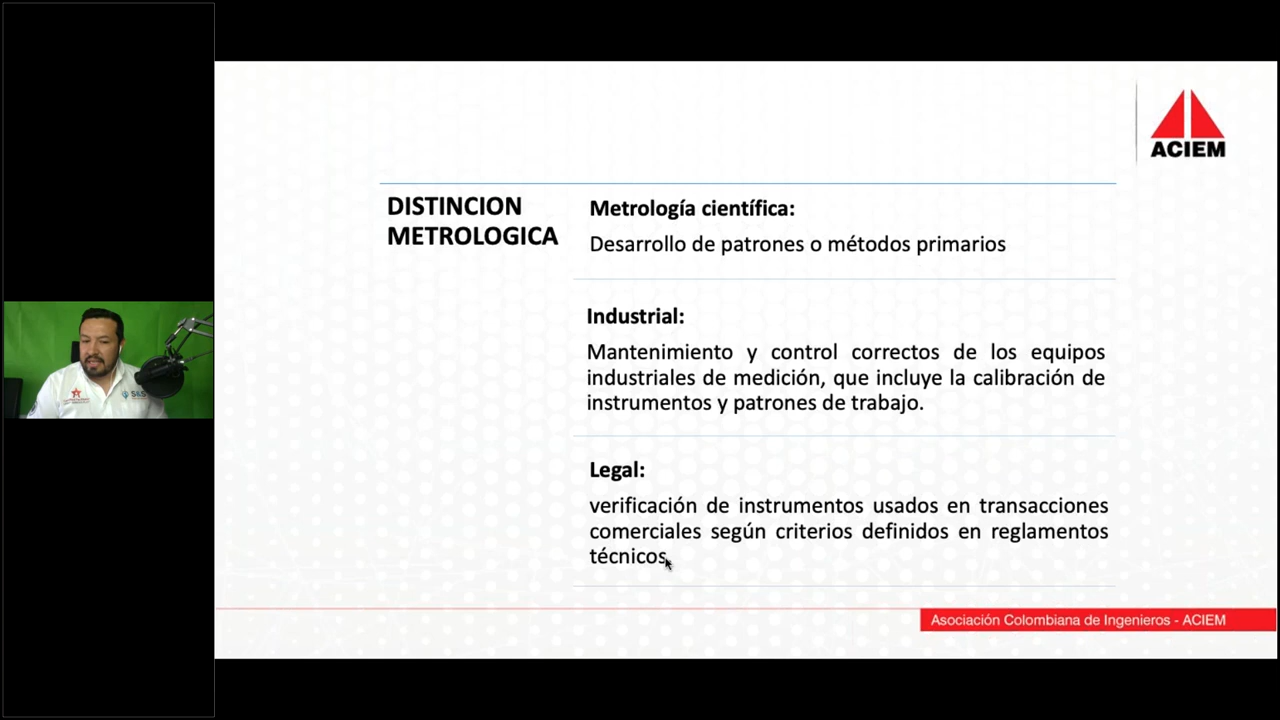 ACIEM
DISTINCION
METROLOGICA
Metrología científica:
Desarrollo de patrones o métodos primarios
Industrial:
Mantenimiento y control correctos de los equipos
industriales de medición, que incluye la calibración de
instrumentos y patrones de trabajo.
Legal:
verificación de instrumentos usados en transacciones
comerciales según criterios definidos en reglamentos
técnicos.
Asociación Colombiana de Ingenieros - ACIEM